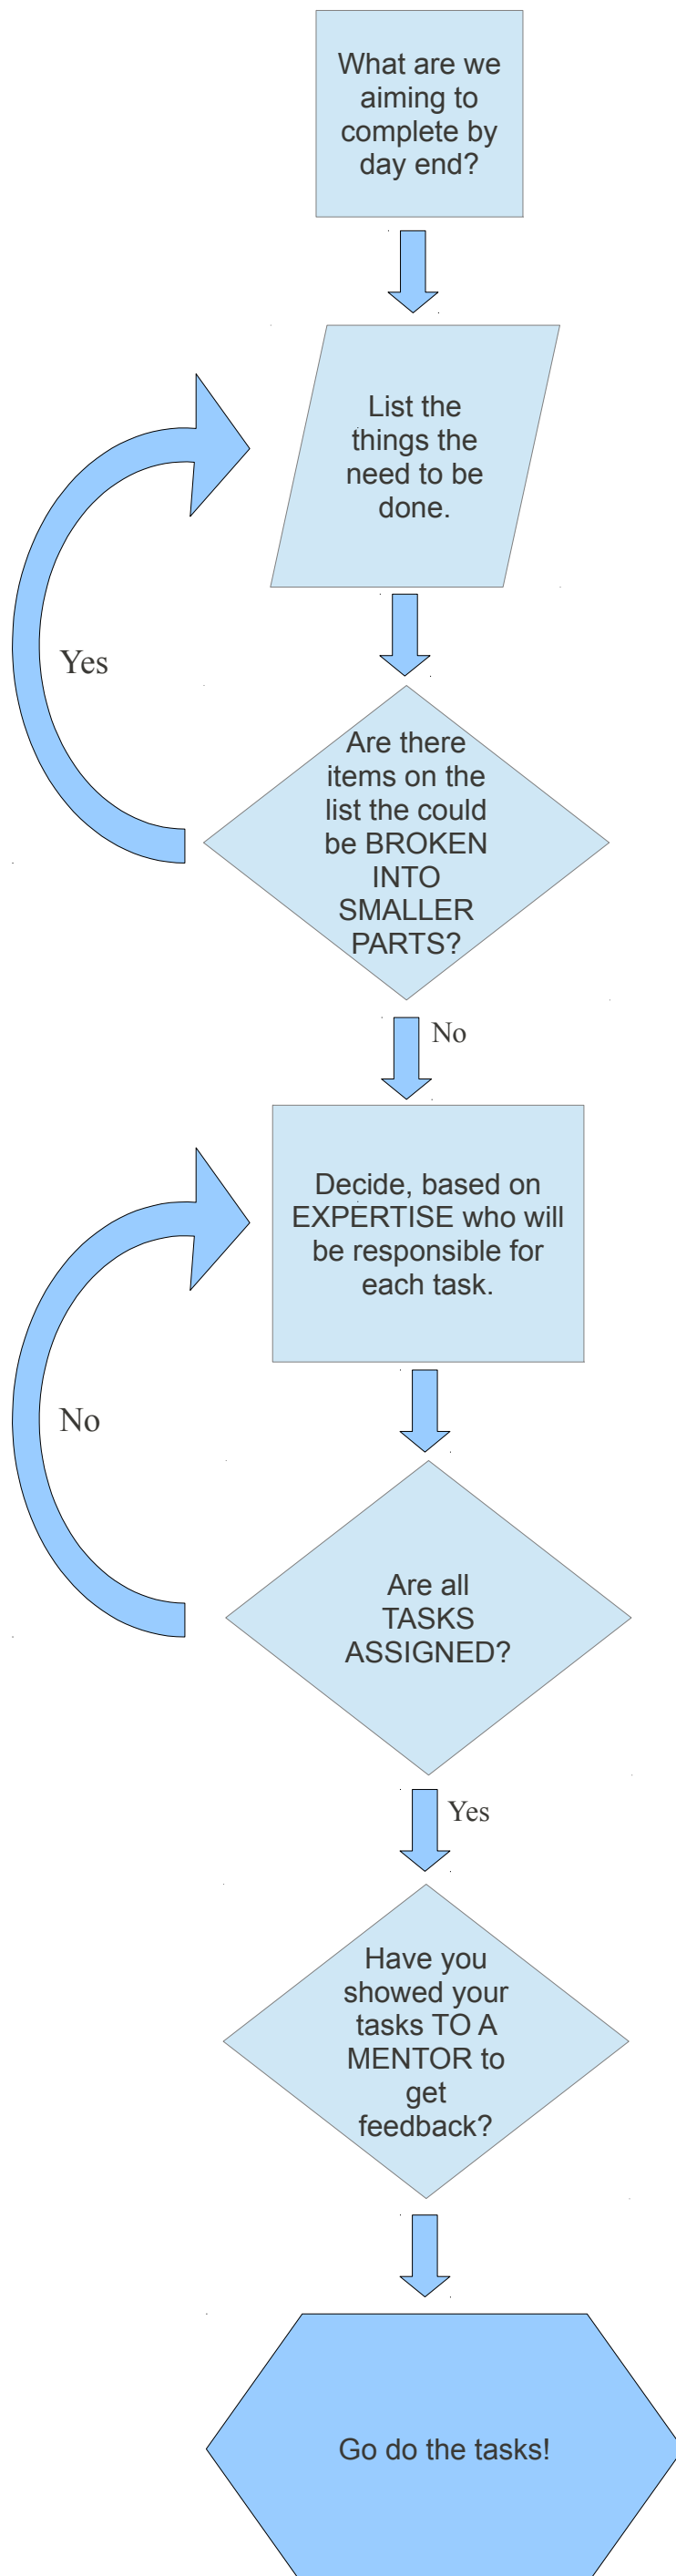 What are we
aiming to
complete by
day end?
List the
things the
need to be
done.
Yes
Are there
items on the
list the could
be BROKEN
INTO
SMALLER
PARTS?
No
Decide, based on
EXPERTISE who will
be responsible for
each task.
No
Are all
TASKS
ASSIGNED?
Yes
Have you
showed your
tasks TO A
MENTOR to
get
feedback?
Go do the tasks!